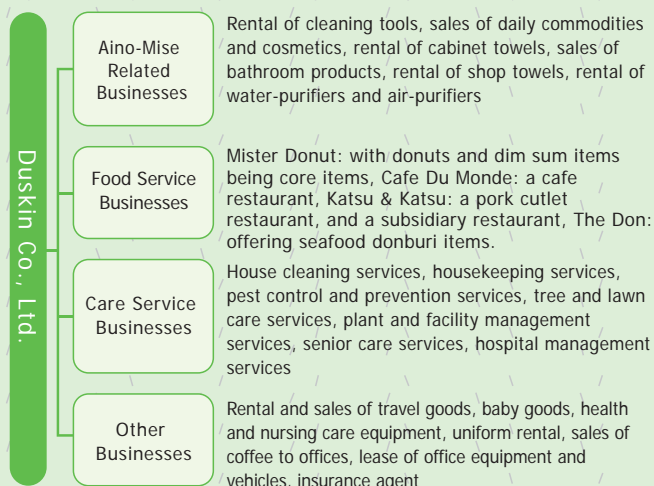 Duskin Co., Ltd.
Aino-Mise
Related
Businesses
Rental of cleaning tools, sales of daily commodities
and cosmetics, rental of cabinet towels, sales of
bathroom products, rental of shop towels, rental of
water-purifiers and air-purifiers
Food Service
Businesses
Mister Donut: with donuts and dim sum items
being core items, Cafe Du Monde: a cafe
restaurant, Katsu & Katsu: a pork cutlet
restaurant, and a subsidiary restaurant, The Don:
offering seafood donburi items.
Care Service
Businesses
House cleaning services, housekeeping services,
pest control and prevention services, tree and lawn
care services, plant and facility management
services, senior care services, hospital management
services
Other
Businesses
Rental and sales of travel goods, baby goods, health
and nursing care equipment, uniform rental, sales of
coffee to offices, lease of office equipment and
vehicles, insurance agent